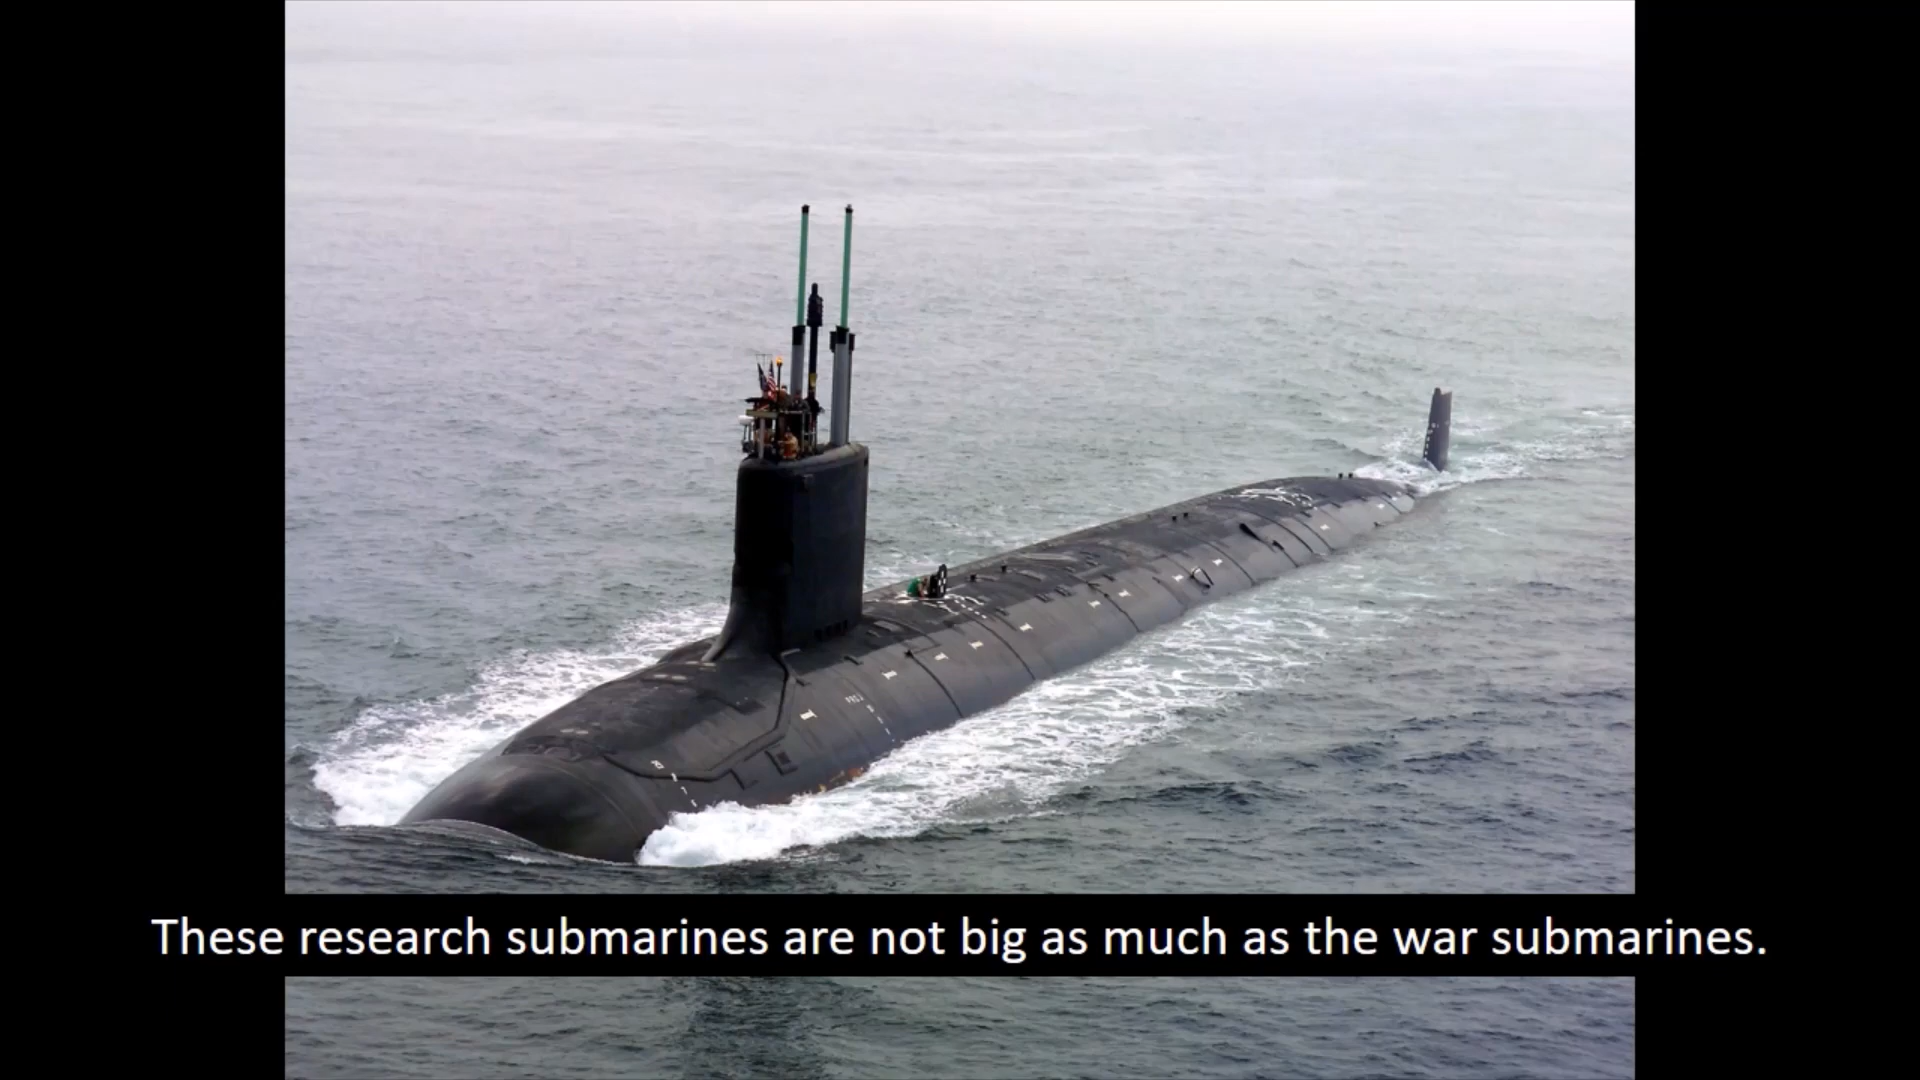 These research submarines are not big as much as the war submarines.